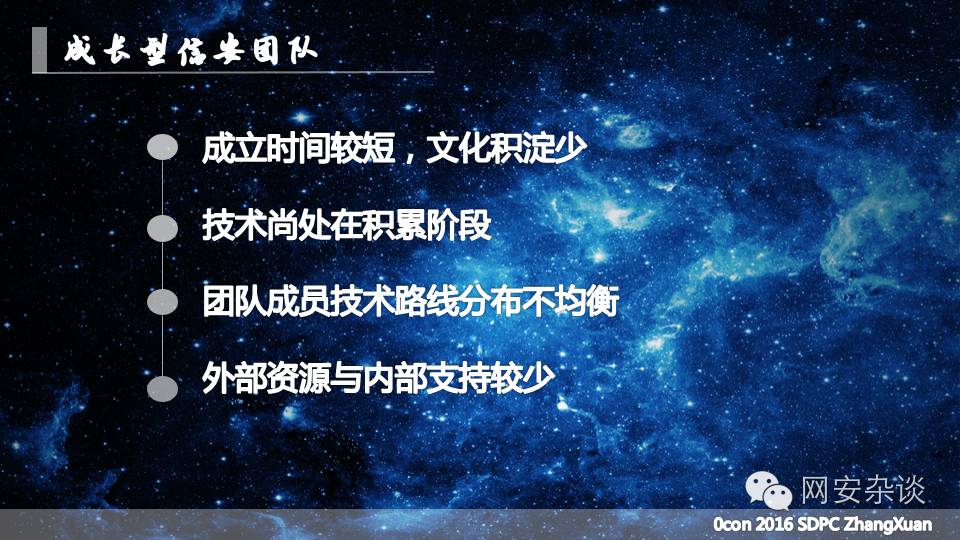 成长型信安团队
成立时间较短，文化积淀少
技术尚处在积累阶段
团队成员技术路线分布不均衡
外部资源与内部支持较少
网安杂谈
0con 2016 SDPC ZhangXuan